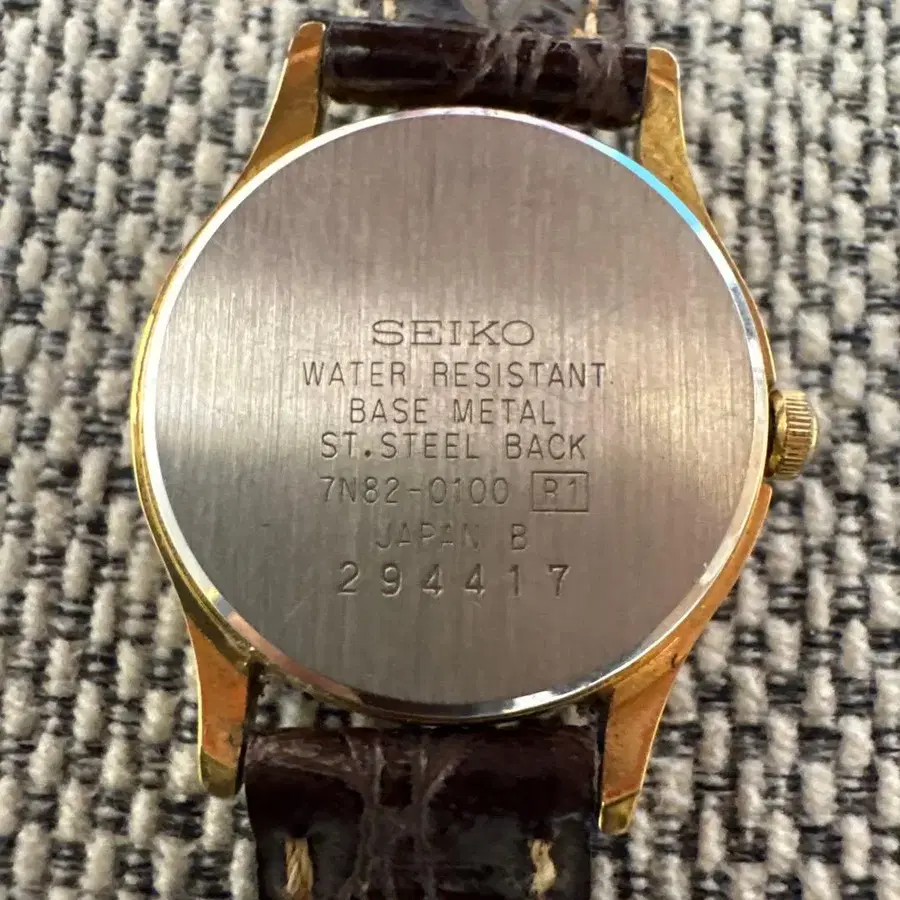 SEIKO
WATER RESISTANT
BASE METAL
ST.STEEL BACK
7N82-0100 R1
JAPAN B
294417